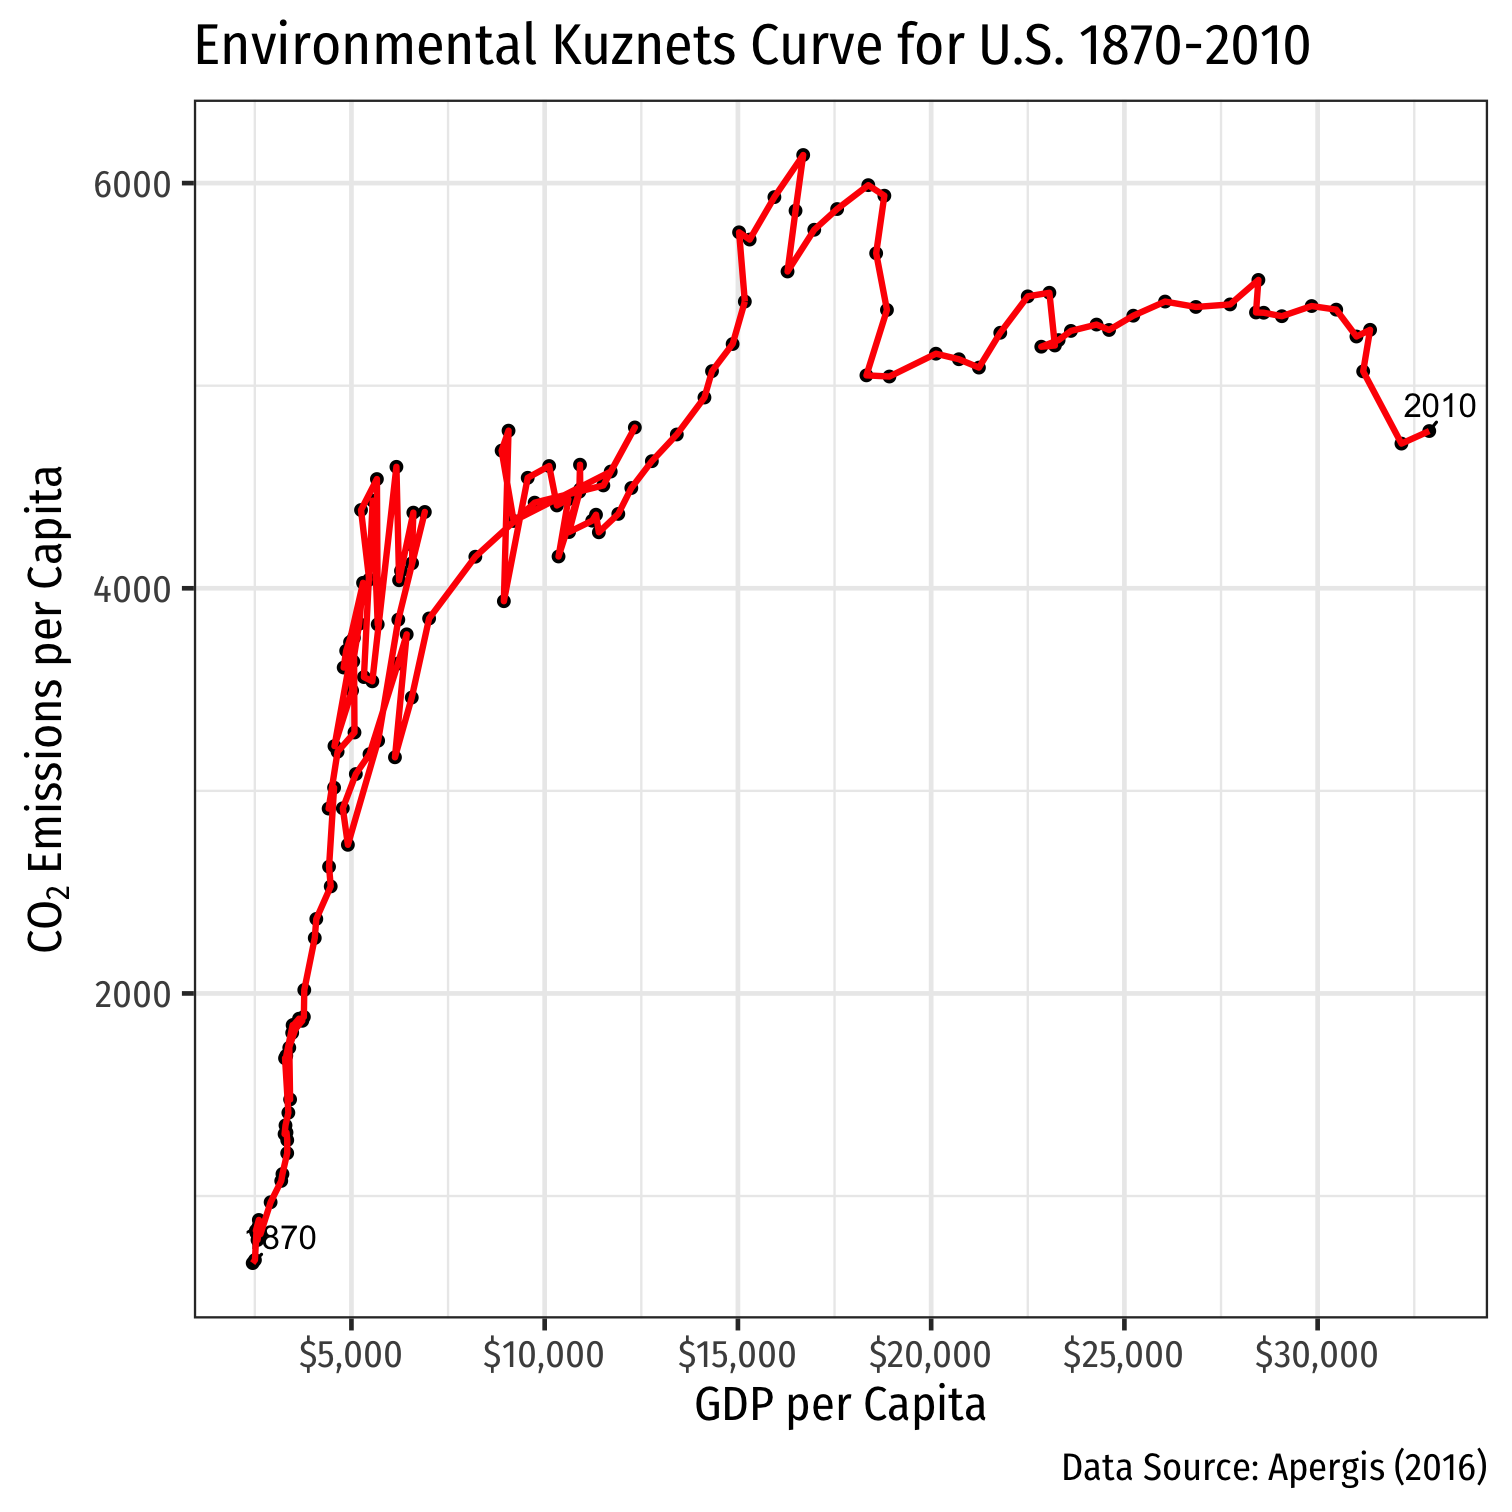 Environmental Kuznets Curve for U.S. 1870-2010
6000
4000
2000
CO₂ Emissions per Capita
2010
1870
$5,000
$10,000
$15,000
$20,000
$25,000
$30,000
GDP per Capita
Data Source: Apergis (2016)